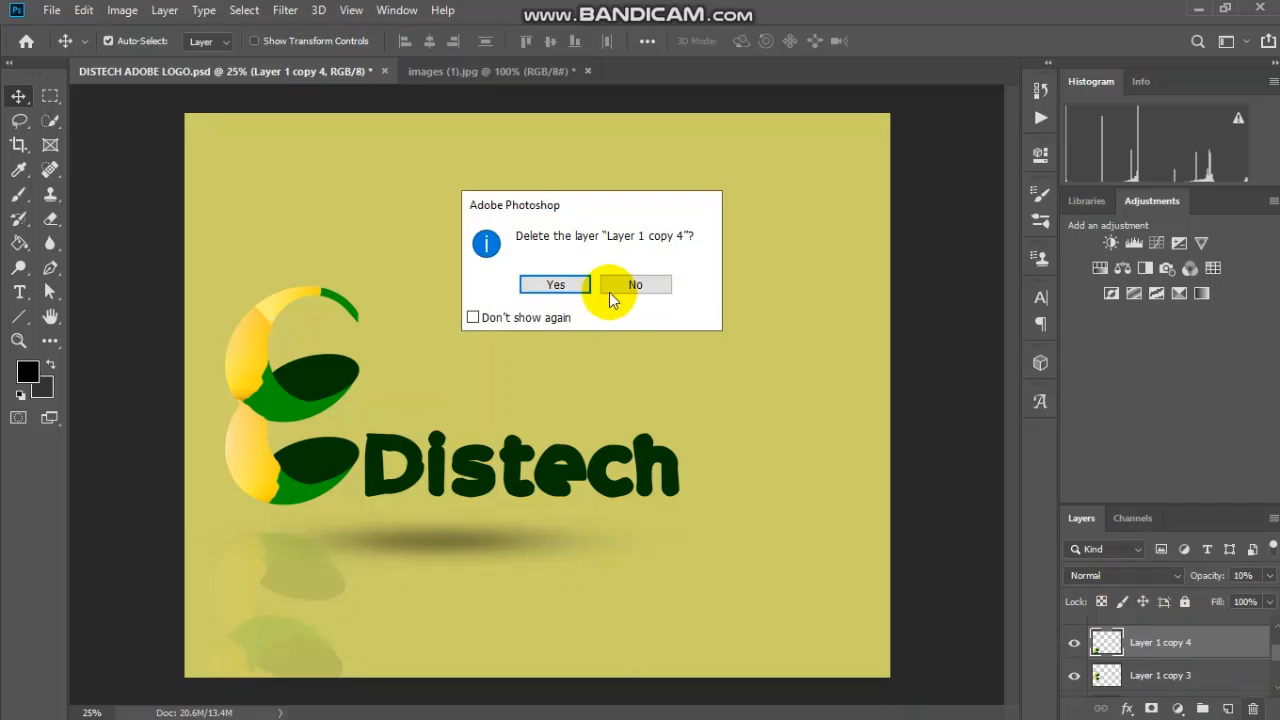 Ps File Edit Image Layer Type Select Filter 3D View Window Help
www.BANDICAM.com
Auto-Select: Layer Show Transform Controls 3D Mode:
DISTECH ADOBE LOGO.psd @ 25% (Layer 1 copy 4, RGB/8) * × images (1).jpg @ 100% (RGB/8#) * ×
Histogram Info
Adobe Photoshop
Delete the layer “Layer 1 copy 4”?
Yes No
Don't show again
Libraries Adjustments
Add an adjustment
Distech
Layers Channels
Kind
Normal Opacity: 10%
Lock: Fill: 100%
Layer 1 copy 4
Layer 1 copy 3
25% Doc: 20.6M/13.4M